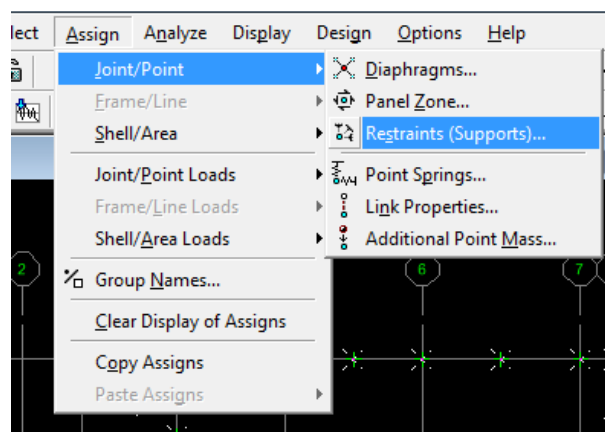 lect Assign Analyze Display Design Options Help
Joint/Point
Frame/Line
Shell/Area
Joint/Point Loads
Frame/Line Loads
Shell/Area Loads
Group Names...
Clear Display of Assigns
Copy Assigns
Paste Assigns
Diaphragms...
Panel Zone...
Restraints (Supports)...
Point Springs...
Link Properties...
Additional Point Mass...
2
6
7